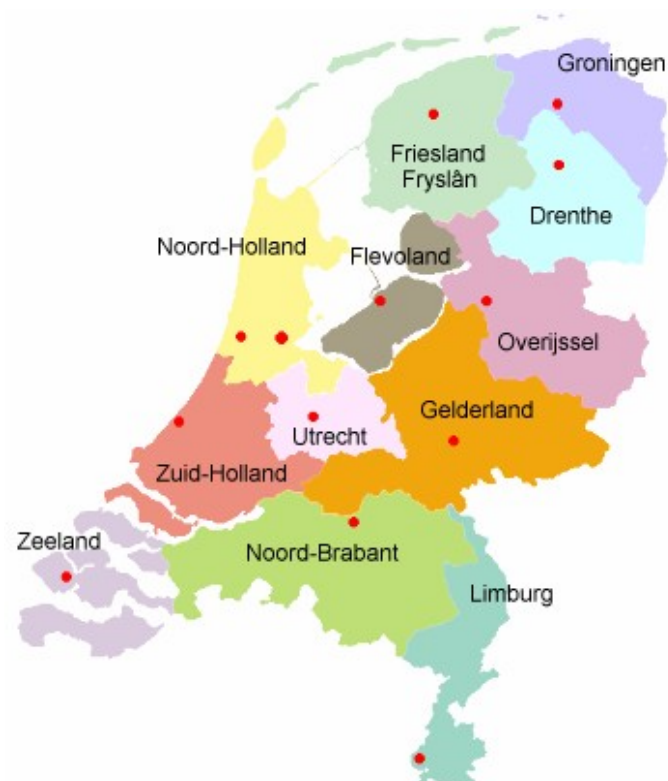 Groningen
Friesland
Fryslân
Drenthe
Noord-Holland
Flevoland
Overijssel
Gelderland
Utrecht
Zuid-Holland
Zeeland
Noord-Brabant
Limburg